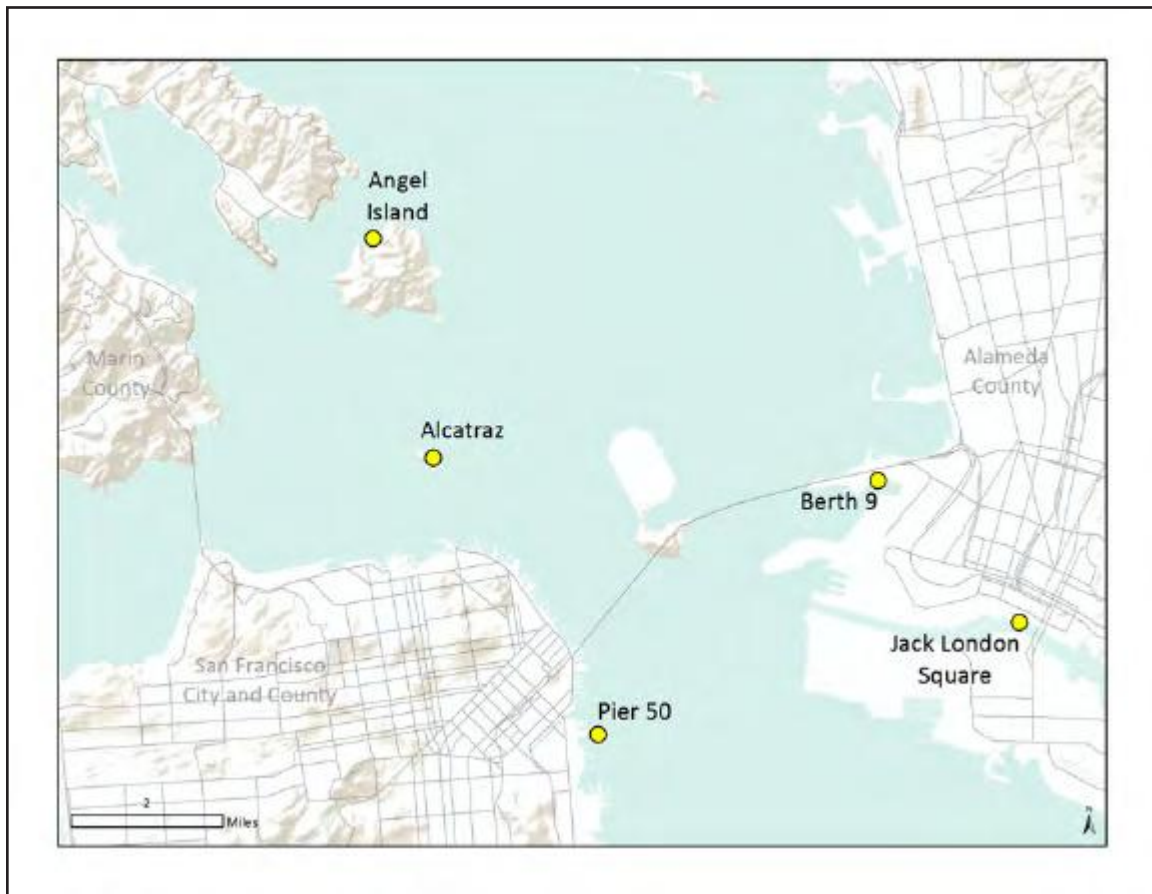 Angel
Island
Marin
County
Alameda
County
Alcatraz
Berth 9
Jack London
Square
San Francisco
City and County
Pier 50
2
Miles
N